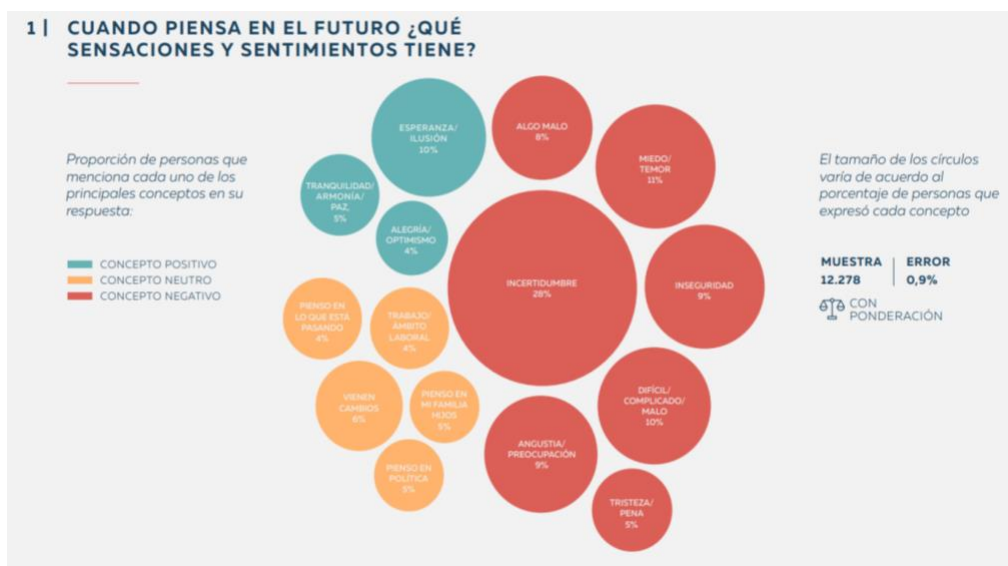 1 | CUANDO PIENSA EN EL FUTURO ¿QUÉ
SENSACIONES Y SENTIMIENTOS TIENE?
Proporción de personas que
menciona cada uno de los
principales conceptos en su
respuesta:
CONCEPTO POSITIVO
CONCEPTO NEUTRO
CONCEPTO NEGATIVO
ESPERANZA/
ILUSIÓN
10%
TRANQUILIDAD/
ARMONÍA/
PAZ,
5%
ALEGRÍA/
OPTIMISMO
4%
PIENSO EN
LO QUE ESTÁ
PASANDO
4%
TRABAJO/
ÁMBITO
LABORAL
4%
VIENEN
CAMBIOS
6%
PIENSO EN
MI FAMILIA
HIJOS
PIENSO EN
POLÍTICA
ALGO MALO
8%
MIEDO/
TEMOR
11%
INCERTIDUMBRE
28%
INSEGURIDAD
9%
DIFÍCIL/
COMPLICADO/
MALO
10%
ANGUSTIA/
PREOCUPACIÓN
9%
TRISTEZA/
PENA
5%
El tamaño de los círculos
varía de acuerdo al
porcentaje de personas que
expresó cada concepto
MUESTRA
12.278
ERROR
0,9%
CON
PONDERACIÓN